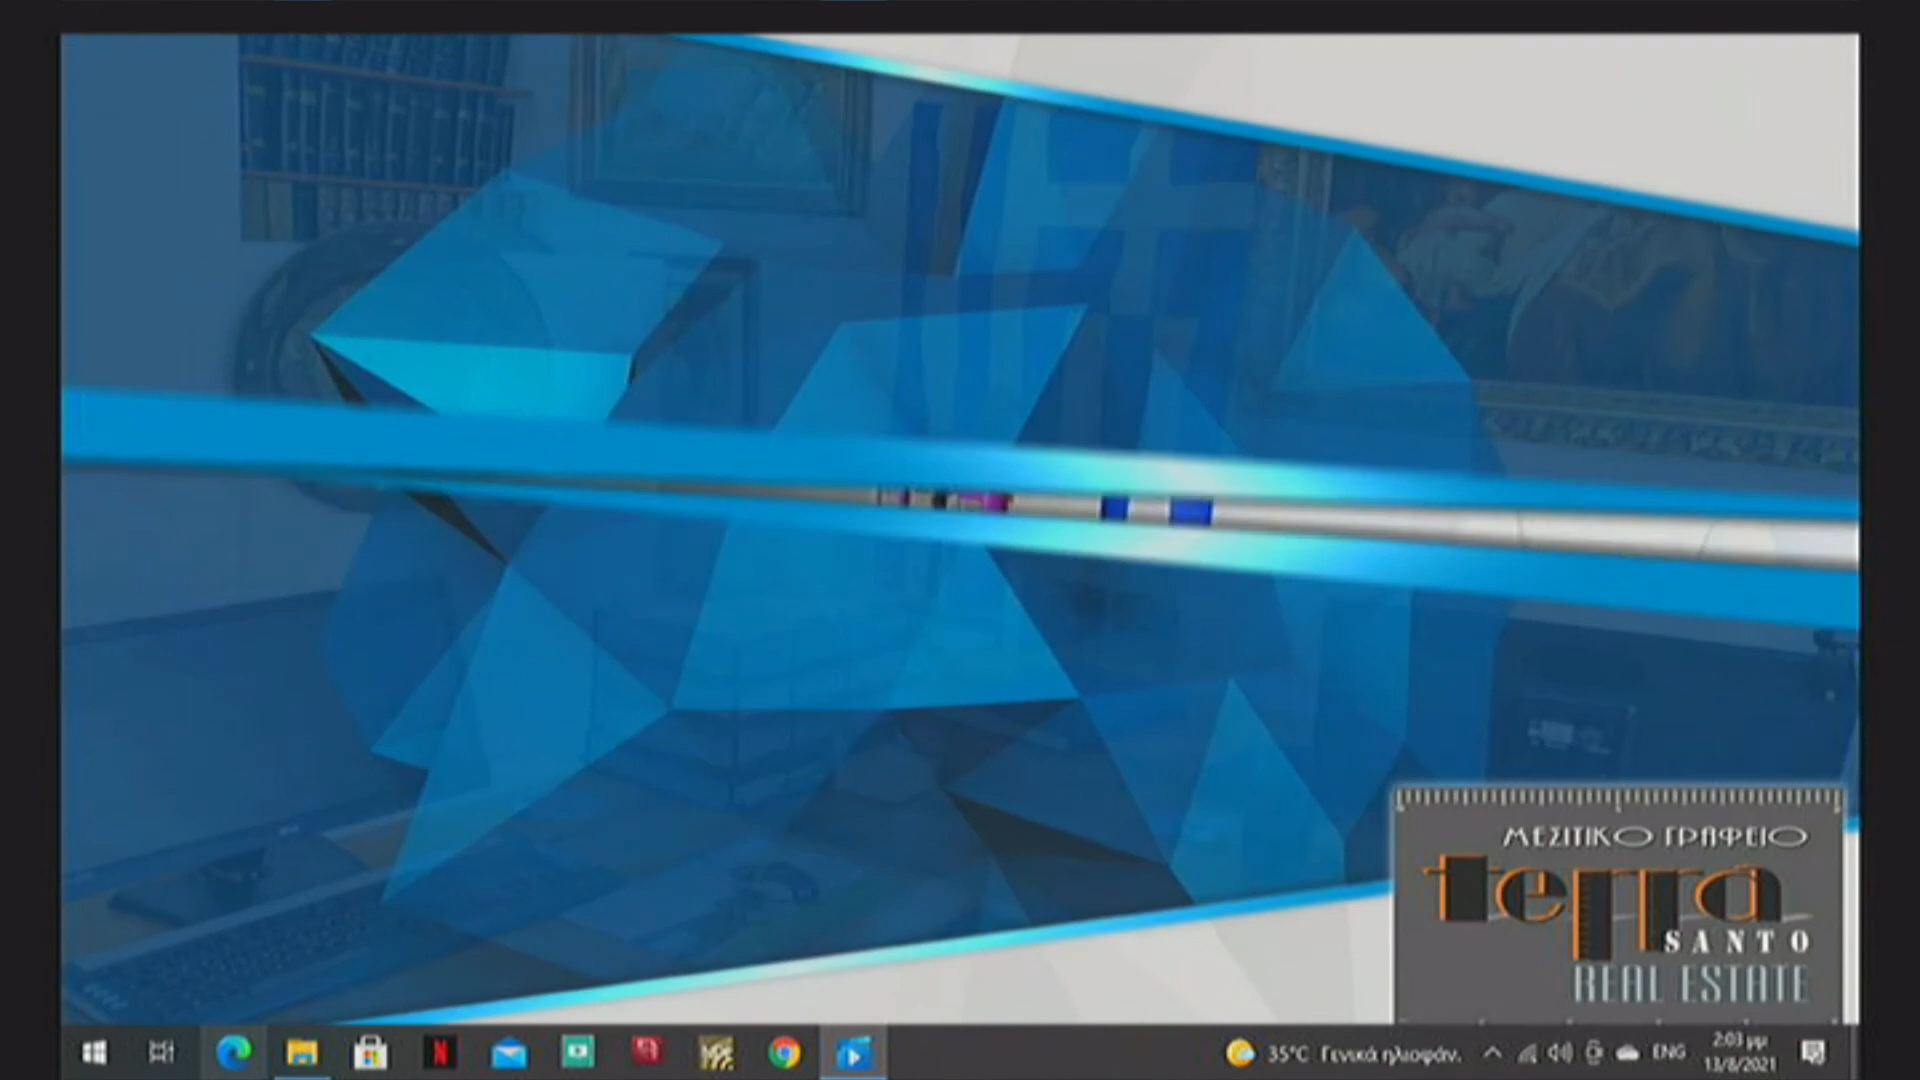 ΜΕΣΙΤΙΚΟ ΓΡΑΦΕΙΟ
terra
SANTO
REAL ESTATE
35°C Γενικά ηλιοφάν. ENG 2:03 μμ
13/8/2021